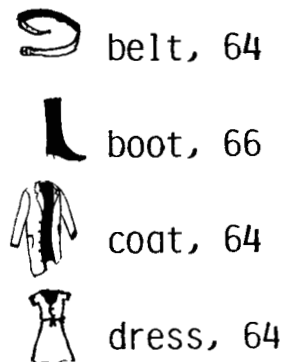 belt, 64
boot, 66
coat, 64
dress, 64